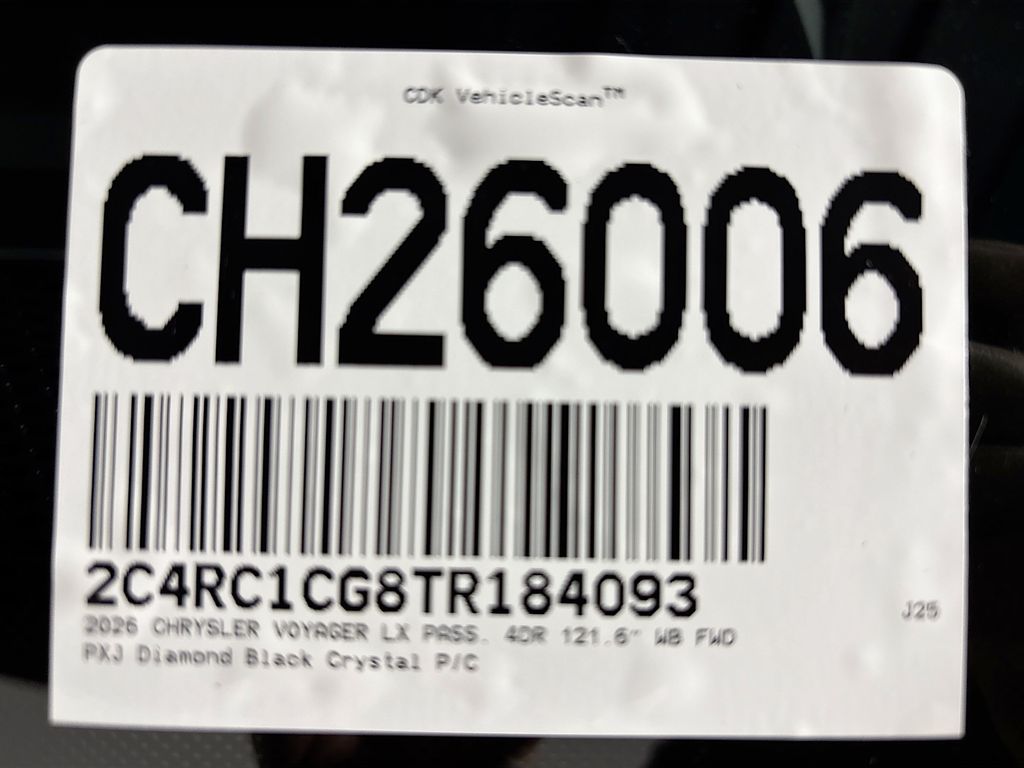 CDK VehicleScan™
CH26006
2C4RC1CG8TR184093
J25
2026 CHRYSLER VOYAGER LX PASS. 4DR 121.6" WB FWD
PXJ Diamond Black Crystal P/C